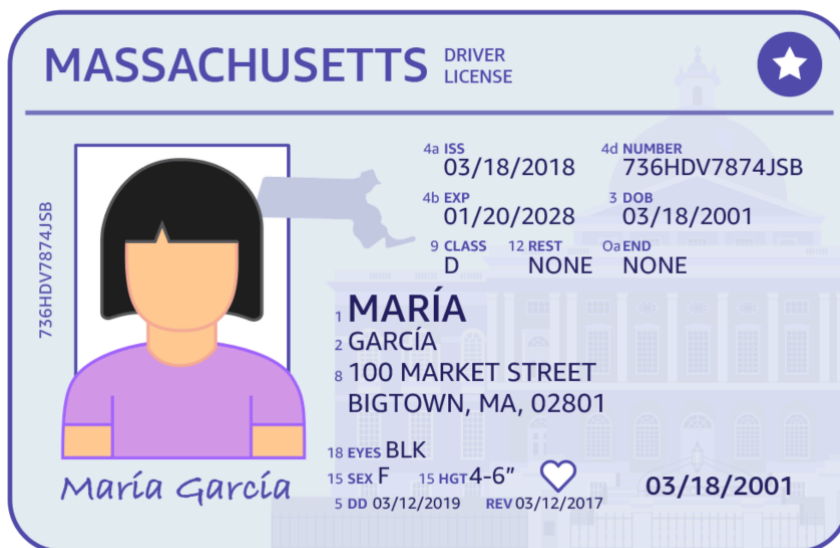 MASSACHUSETTS DRIVER LICENSE
4a ISS 03/18/2018 4d NUMBER 736HDV7874JSB
4b EXP 01/20/2028 3 DOB 03/18/2001
9 CLASS D 12 REST NONE 0a END NONE
736HDV7874JSB
1 MARÍA
2 GARCÍA
8 100 MARKET STREET
BIGTOWN, MA, 02801
18 EYES BLK
15 SEX F 15 HGT 4-6”
5 DD 03/12/2019 REV 03/12/2017
03/18/2001
María García